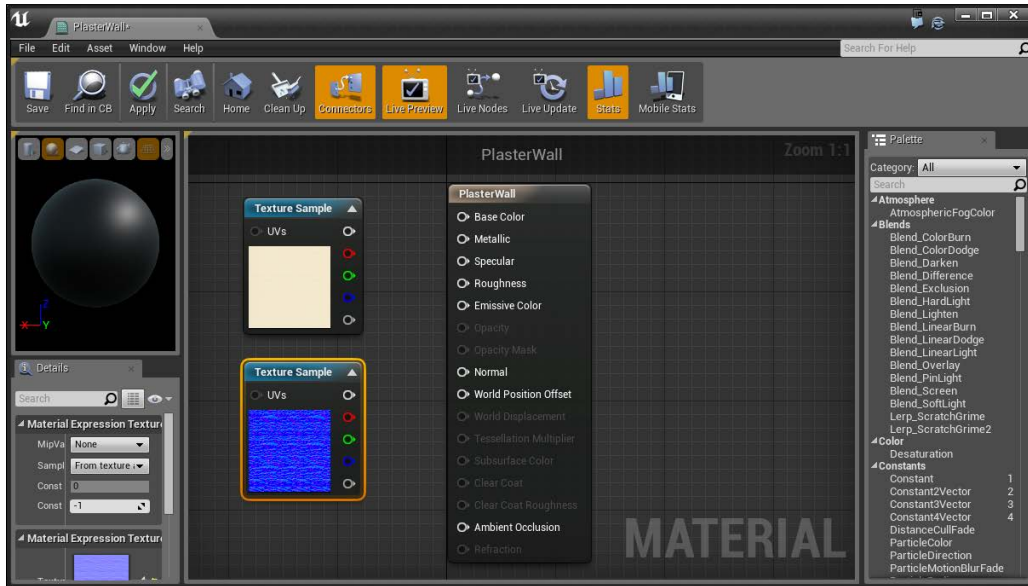 PlasterWall*
File Edit Asset Window Help
Search For Help
Save Find in CB Apply Search Home Clean Up Connectors Live Preview Live Nodes Live Update Stats Mobile Stats
PlasterWall
Zoom 1:1
Z
X
Y
Details
Search
Material Expression Textur
MipVa None
Sampl From texture
Const 0
Const -1
Material Expression Textur
Texture Sample
UVs
Texture Sample
UVs
PlasterWall
Base Color
Metallic
Specular
Roughness
Emissive Color
Opacity
Opacity Mask
Normal
World Position Offset
World Displacement
Tessellation Multiplier
Subsurface Color
Clear Coat
Clear Coat Roughness
Ambient Occlusion
Refraction
MATERIAL
Palette
Category: All
Search
Atmosphere
AtmosphericFogColor
Blends
Blend_ColorBurn
Blend_ColorDodge
Blend_Darken
Blend_Difference
Blend_Exclusion
Blend_HardLight
Blend_Lighten
Blend_LinearBurn
Blend_LinearDodge
Blend_LinearLight
Blend_Overlay
Blend_PinLight
Blend_Screen
Blend_SoftLight
Lerp_ScratchGrime
Lerp_ScratchGrime2
Color
Desaturation
Constants
Constant 1
Constant2Vector 2
Constant3Vector 3
Constant4Vector 4
DistanceCullFade
ParticleColor
ParticleDirection
ParticleMotionBlurFade